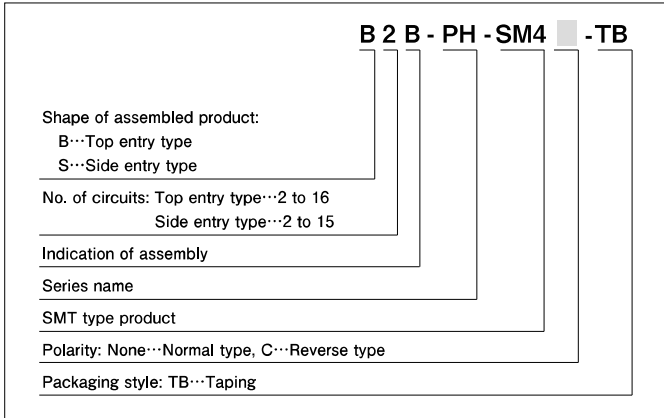 B 2 B - PH - SM4 - TB
Shape of assembled product:
B⋯Top entry type
S⋯Side entry type
No. of circuits: Top entry type⋯2 to 16
Side entry type⋯2 to 15
Indication of assembly
Series name
SMT type product
Polarity: None⋯Normal type, C⋯Reverse type
Packaging style: TB⋯Taping